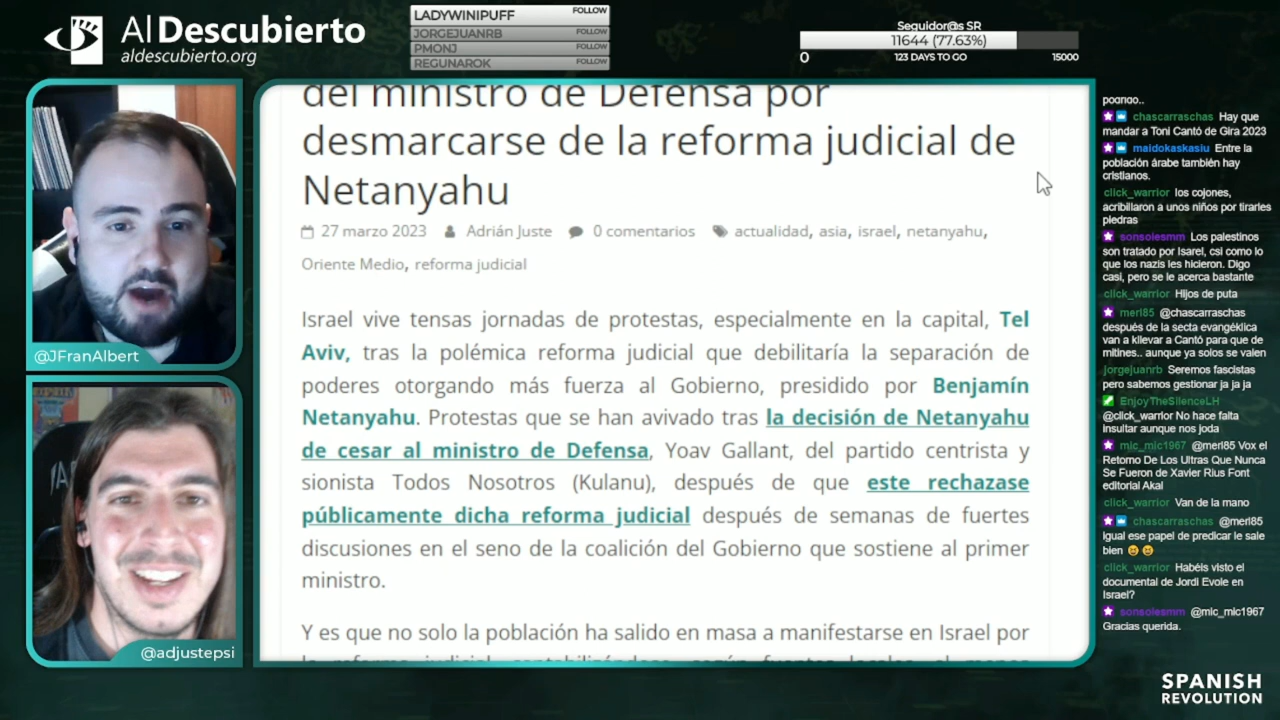 Al Descubierto
aldescubierto.org
LADYWINIPUFF FOLLOW
JORGEJUANRB FOLLOW
PMONJ FOLLOW
REGUNAROK FOLLOW
Seguidor@s SR
11644 (77.63%)
0 123 DAYS TO GO 15000
@JFranAlbert
@adjustepsi
del ministro de Defensa por
desmarcarse de la reforma judicial de
Netanyahu
27 marzo 2023 Adrián Juste 0 comentarios actualidad, asia, israel, netanyahu,
Oriente Medio, reforma judicial
Israel vive tensas jornadas de protestas, especialmente en la capital, Tel
Aviv, tras la polémica reforma judicial que debilitaría la separación de
poderes otorgando más fuerza al Gobierno, presidido por Benjamín
Netanyahu. Protestas que se han avivado tras la decisión de Netanyahu
de cesar al ministro de Defensa, Yoav Gallant, del partido centrista y
sionista Todos Nosotros (Kulanu), después de que este rechazase
públicamente dicha reforma judicial después de semanas de fuertes
discusiones en el seno de la coalición del Gobierno que sostiene al primer
ministro.
Y es que no solo la población ha salido en masa a manifestarse en Israel por
chascarraschas Hay que
mandar a Toni Cantó de Gira 2023
maidokaskasiu Entre la
población árabe también hay
cristianos.
click_warrior los cojones,
acribillaron a unos niños por tirarles
piedras
sonsolesmm Los palestinos
son tratado por Isarel, csi como lo
que los nazis les hicieron. Digo
casi, pero se le acerca bastante
click_warrior Hijos de puta
merl85 @chascarraschas
después de la secta evangéklica
van a kilevar a Cantó para que de
mitines.. aunque ya solos se valen
jorgejuanrb Seremos fascistas
pero sabemos gestionar ja ja ja
EnjoyTheSilenceLH
@click_warrior No hace falta
insultar aunque nos joda
mic_mic1967 @merl85 Vox el
Retorno De Los Ultras Que Nunca
Se Fueron de Xavier Rius Font
editorial Akal
click_warrior Van de la mano
chascarraschas @merl85
Igual ese papel de predicar le sale
bien
click_warrior Habéis visto el
documental de Jordi Evole en
Israel?
sonsolesmm @mic_mic1967
Gracias querida.
SPANISH
REVOLUTION